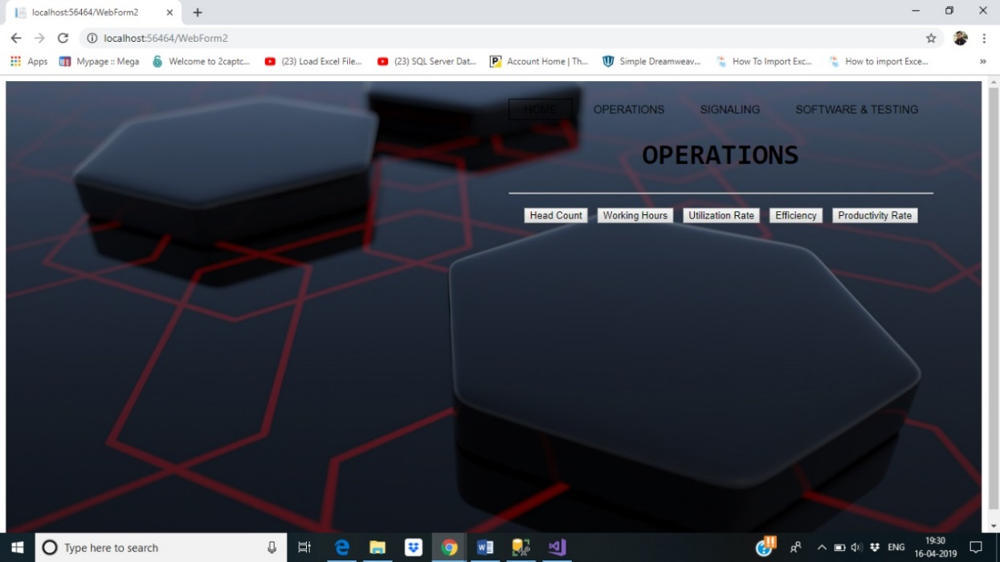 localhost:56464/WebForm2
localhost:56464/WebForm2
Apps Mypage :: Mega Welcome to 2captc... (23) Load Excel File... (23) SQL Server Dat... Account Home | Th... Simple Dreamweav... How To Import Exc... How to import Exce... »
HOME OPERATIONS SIGNALING SOFTWARE & TESTING
OPERATIONS
Head Count Working Hours Utilization Rate Efficiency Productivity Rate
Type here to search
ENG
19:30
16-04-2019